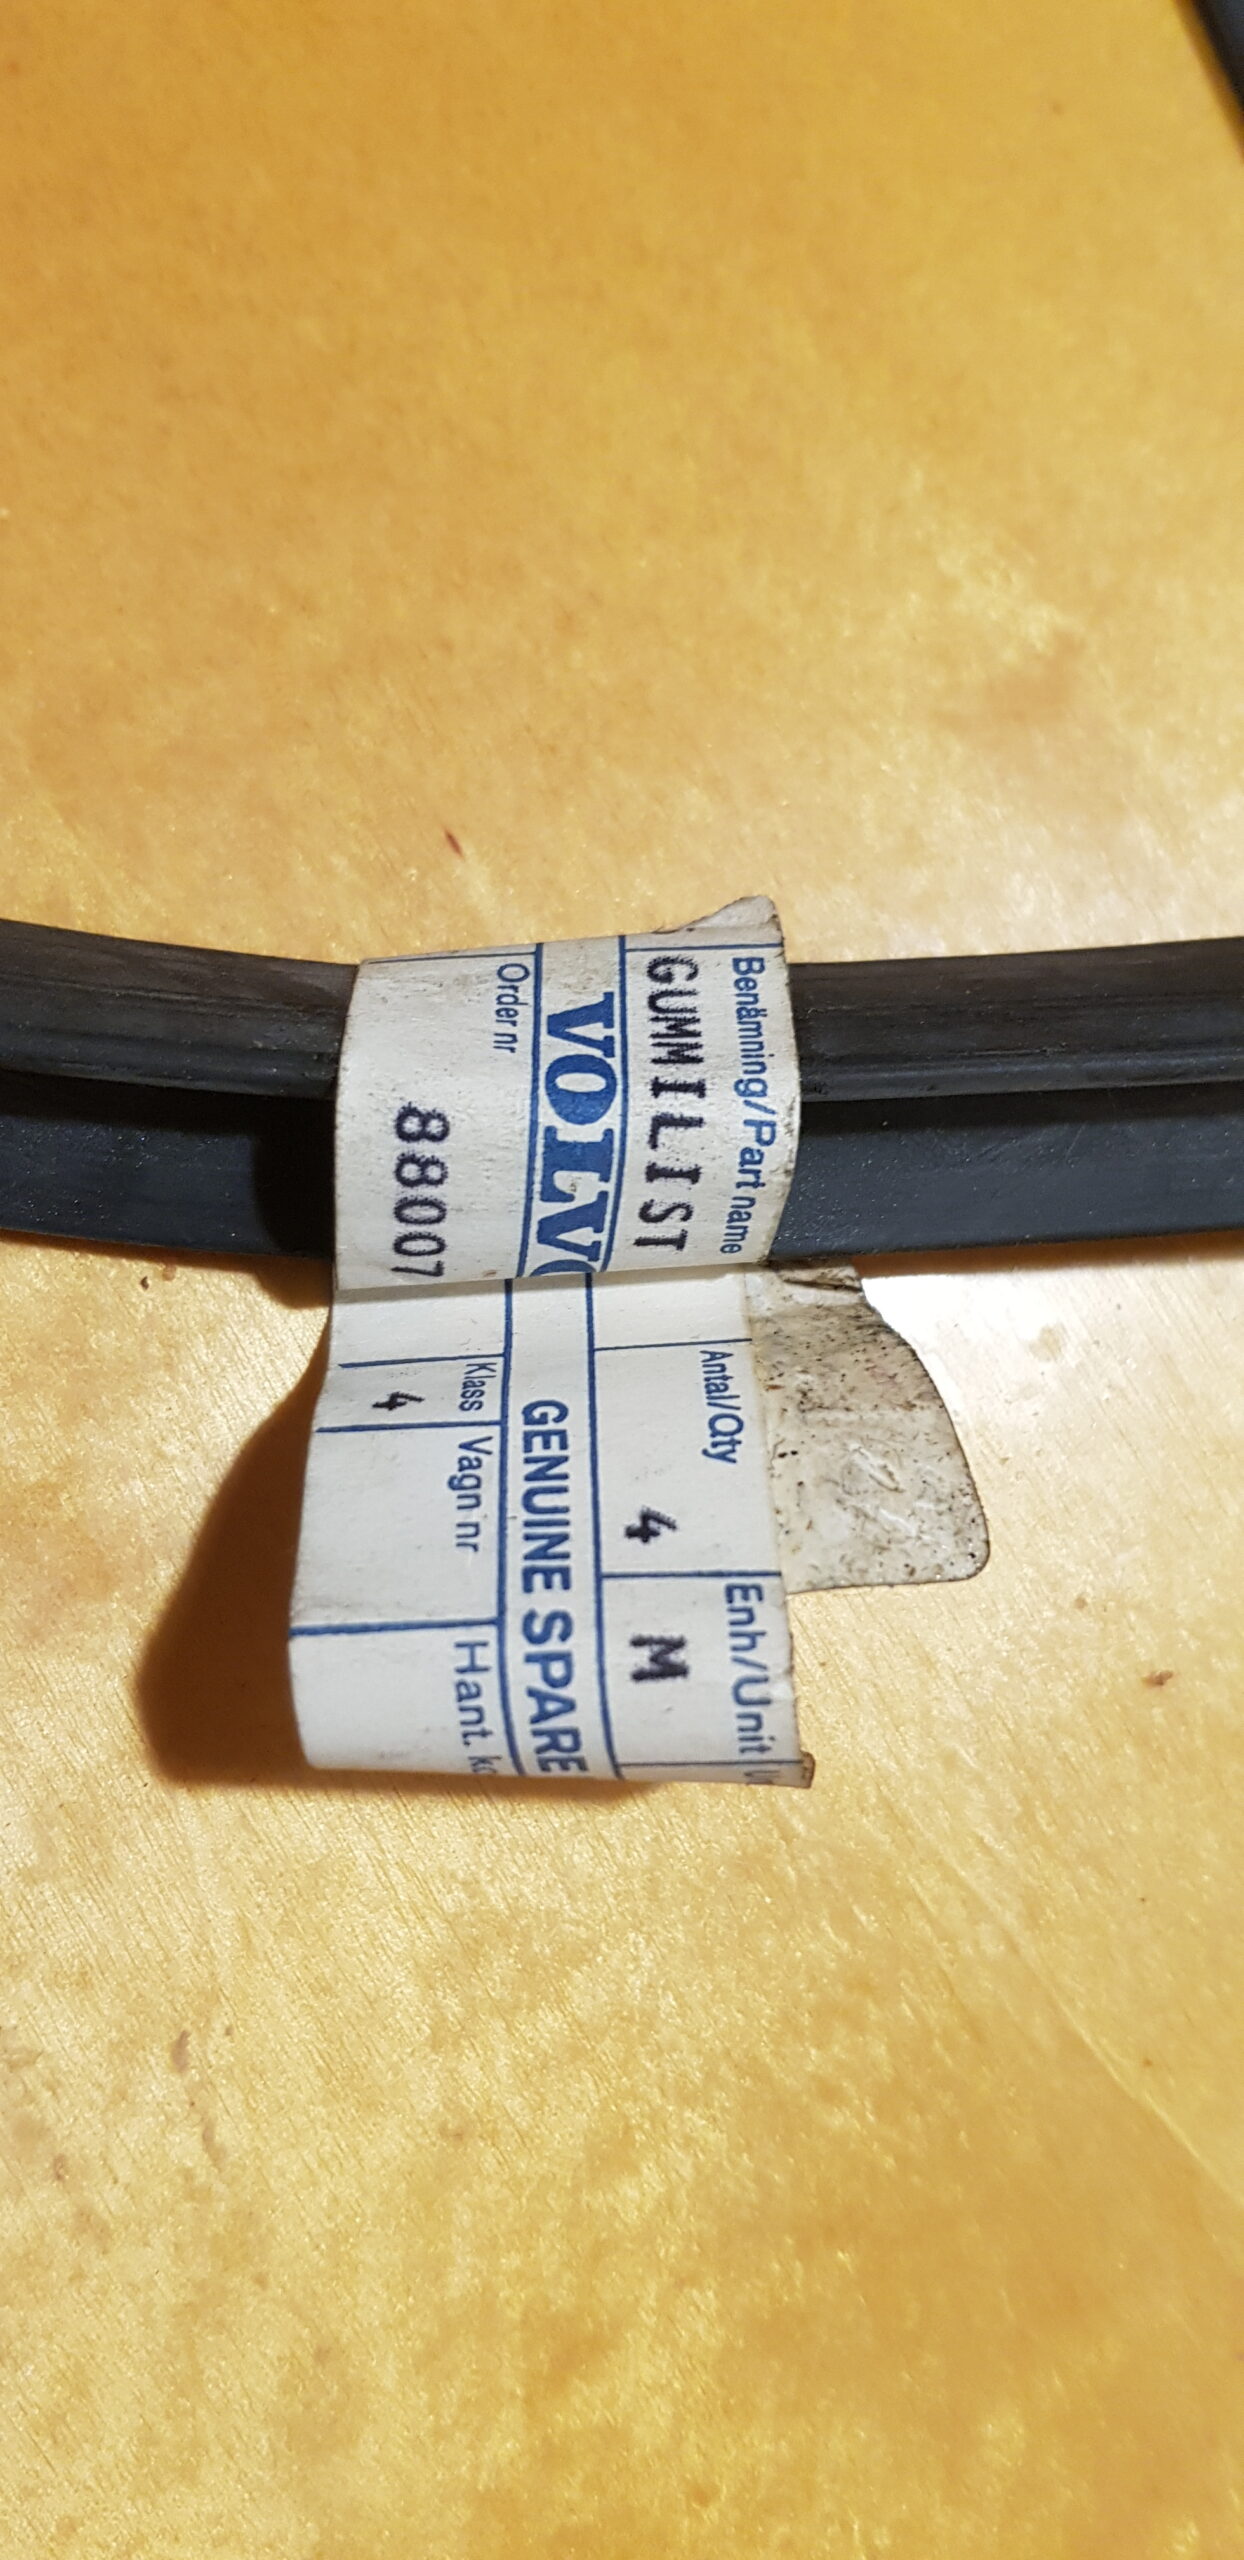 Benämning/Part name
GUMMILIST
Antal/Qty
4
Enh/Unit
M
VOLV
GENUINE SPARE
Order nr
88007
Klass
4
Vagn nr
Hant.